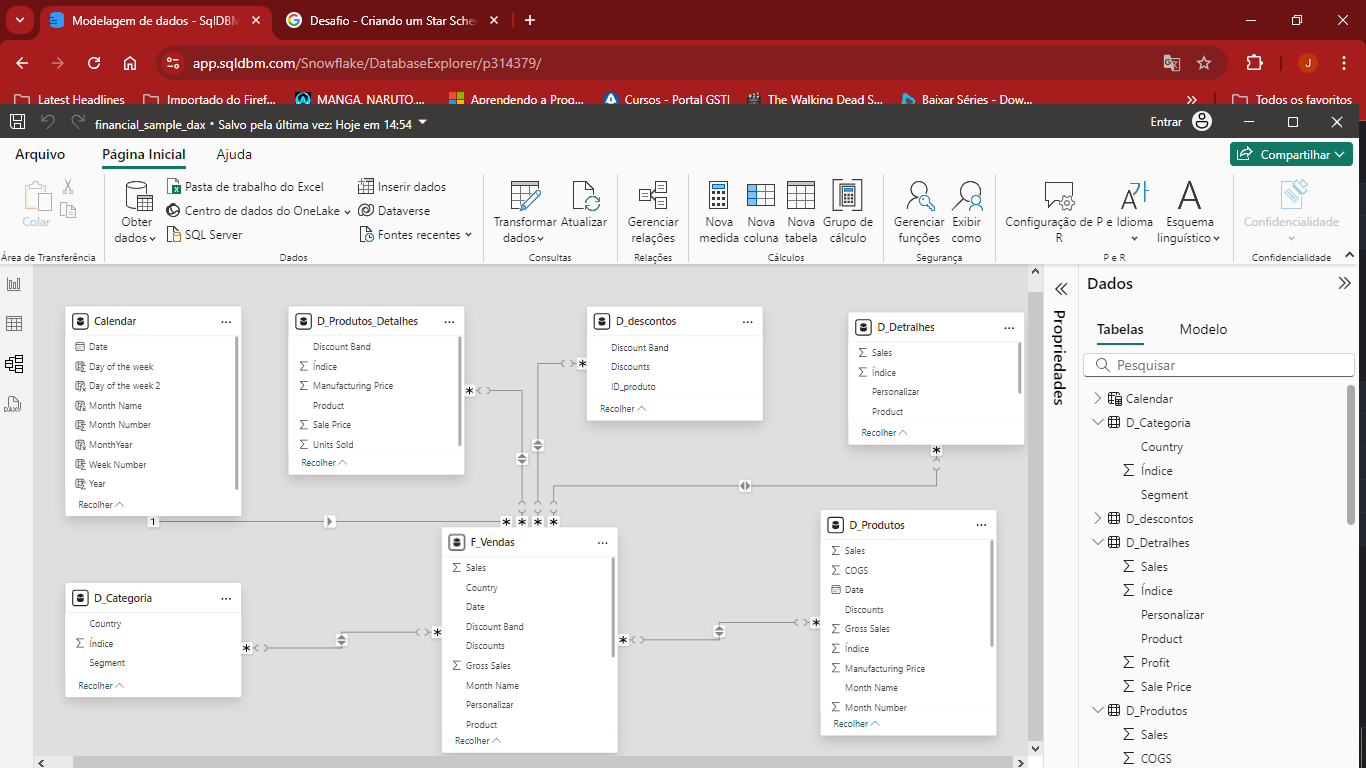 Modelagem de dados - SqlDBM
Desafio - Criando um Star Scher
app.sqldbm.com/Snowflake/DatabaseExplorer/p314379/
J
Latest Headlines
Importado do Firef...
MANGA, NARUTO,...
Aprendendo a Prog...
Cursos - Portal GSTI
The Walking Dead S...
Baixar Séries - Dow...
Todos os favoritos
financial_sample_dax • Salvo pela última vez: Hoje em 14:54
Entrar
Arquivo
Página Inicial
Ajuda
Compartilhar
Colar
Área de Transferência
Obter
dados
Pasta de trabalho do Excel
Centro de dados do OneLake
SQL Server
Inserir dados
Dataverse
Fontes recentes
Dados
Transformar
dados
Atualizar
Consultas
Gerenciar
relações
Relações
Nova
medida
Nova
coluna
Nova
tabela
Grupo de
cálculo
Cálculos
Gerenciar
funções
Exibir
como
Segurança
Configuração de
R
P e Idioma
Esquema
linguístico
P e R
Confidencialidade
Confidencialidade
Calendar
Date
Day of the week
Day of the week 2
Month Name
Month Number
MonthYear
Week Number
Year
Recolher
D_Produtos_Detalhes
Discount Band
Índice
Manufacturing Price
Product
Sale Price
Units Sold
Recolher
D_descontos
Discount Band
Discounts
ID_produto
Recolher
D_Detralhes
Sales
Índice
Personalizar
Product
Recolher
1
F_Vendas
Sales
Country
Date
Discount Band
Discounts
Gross Sales
Month Name
Personalizar
Product
Recolher
D_Categoria
Country
Índice
Segment
Recolher
D_Produtos
Sales
COGS
Date
Discounts
Gross Sales
Índice
Manufacturing Price
Month Name
Month Number
Recolher
Propriedades
Dados
Tabelas
Modelo
Pesquisar
Calendar
D_Categoria
Country
Índice
Segment
D_descontos
D_Detralhes
Sales
Índice
Personalizar
Product
Profit
Sale Price
D_Produtos
Sales
COGS